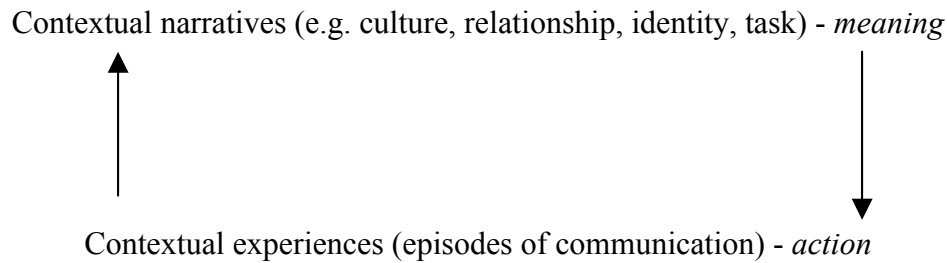 Contextual narratives (e.g. culture, relationship, identity, task) - meaning
Contextual experiences (episodes of communication) - action